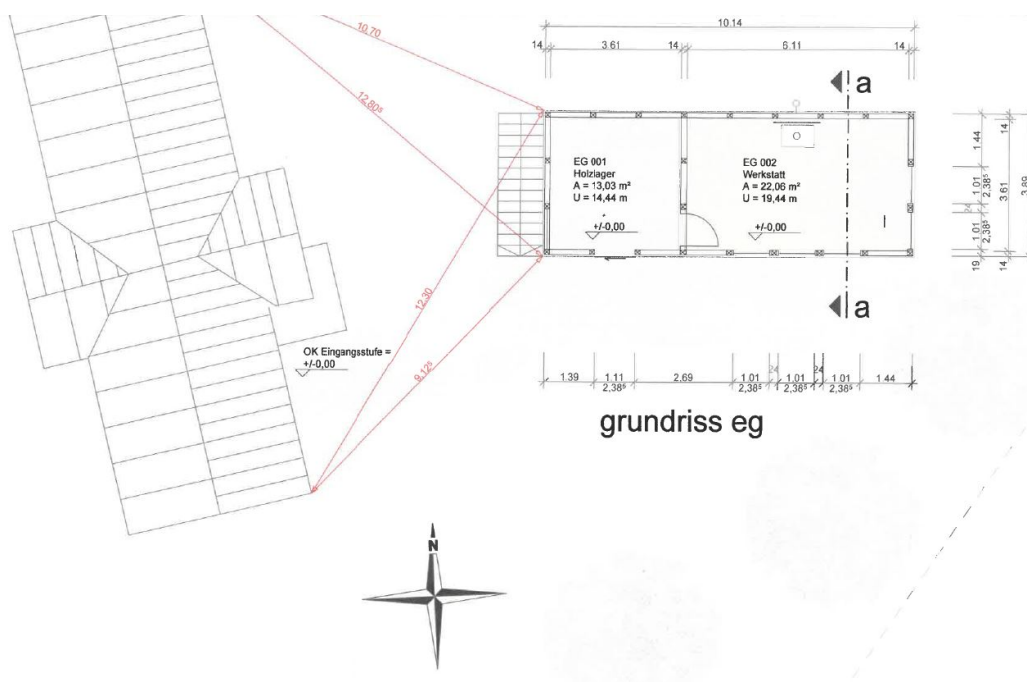 10.14
14 3.61 14 6.11 14
10,70
12.80⁵
a
EG 001
Holzlager
A = 13,03 m²
U = 14,44 m
+/-0,00
EG 002
Werkstatt
A = 22,06 m²
U = 19,44 m
+/-0,00
1.44
1.01
2,38⁵
24
1.01
2,38⁵
19
14
3.61
14
3,89
a
12.30
9.12⁵
OK Eingangsstufe =
+/-0,00
1.39 1.11 2.69 1.01 24 1.01 24 1.01 1.44
2,38⁵ 2,38⁵ 2,38⁵ 2,38⁵
grundriss eg
N